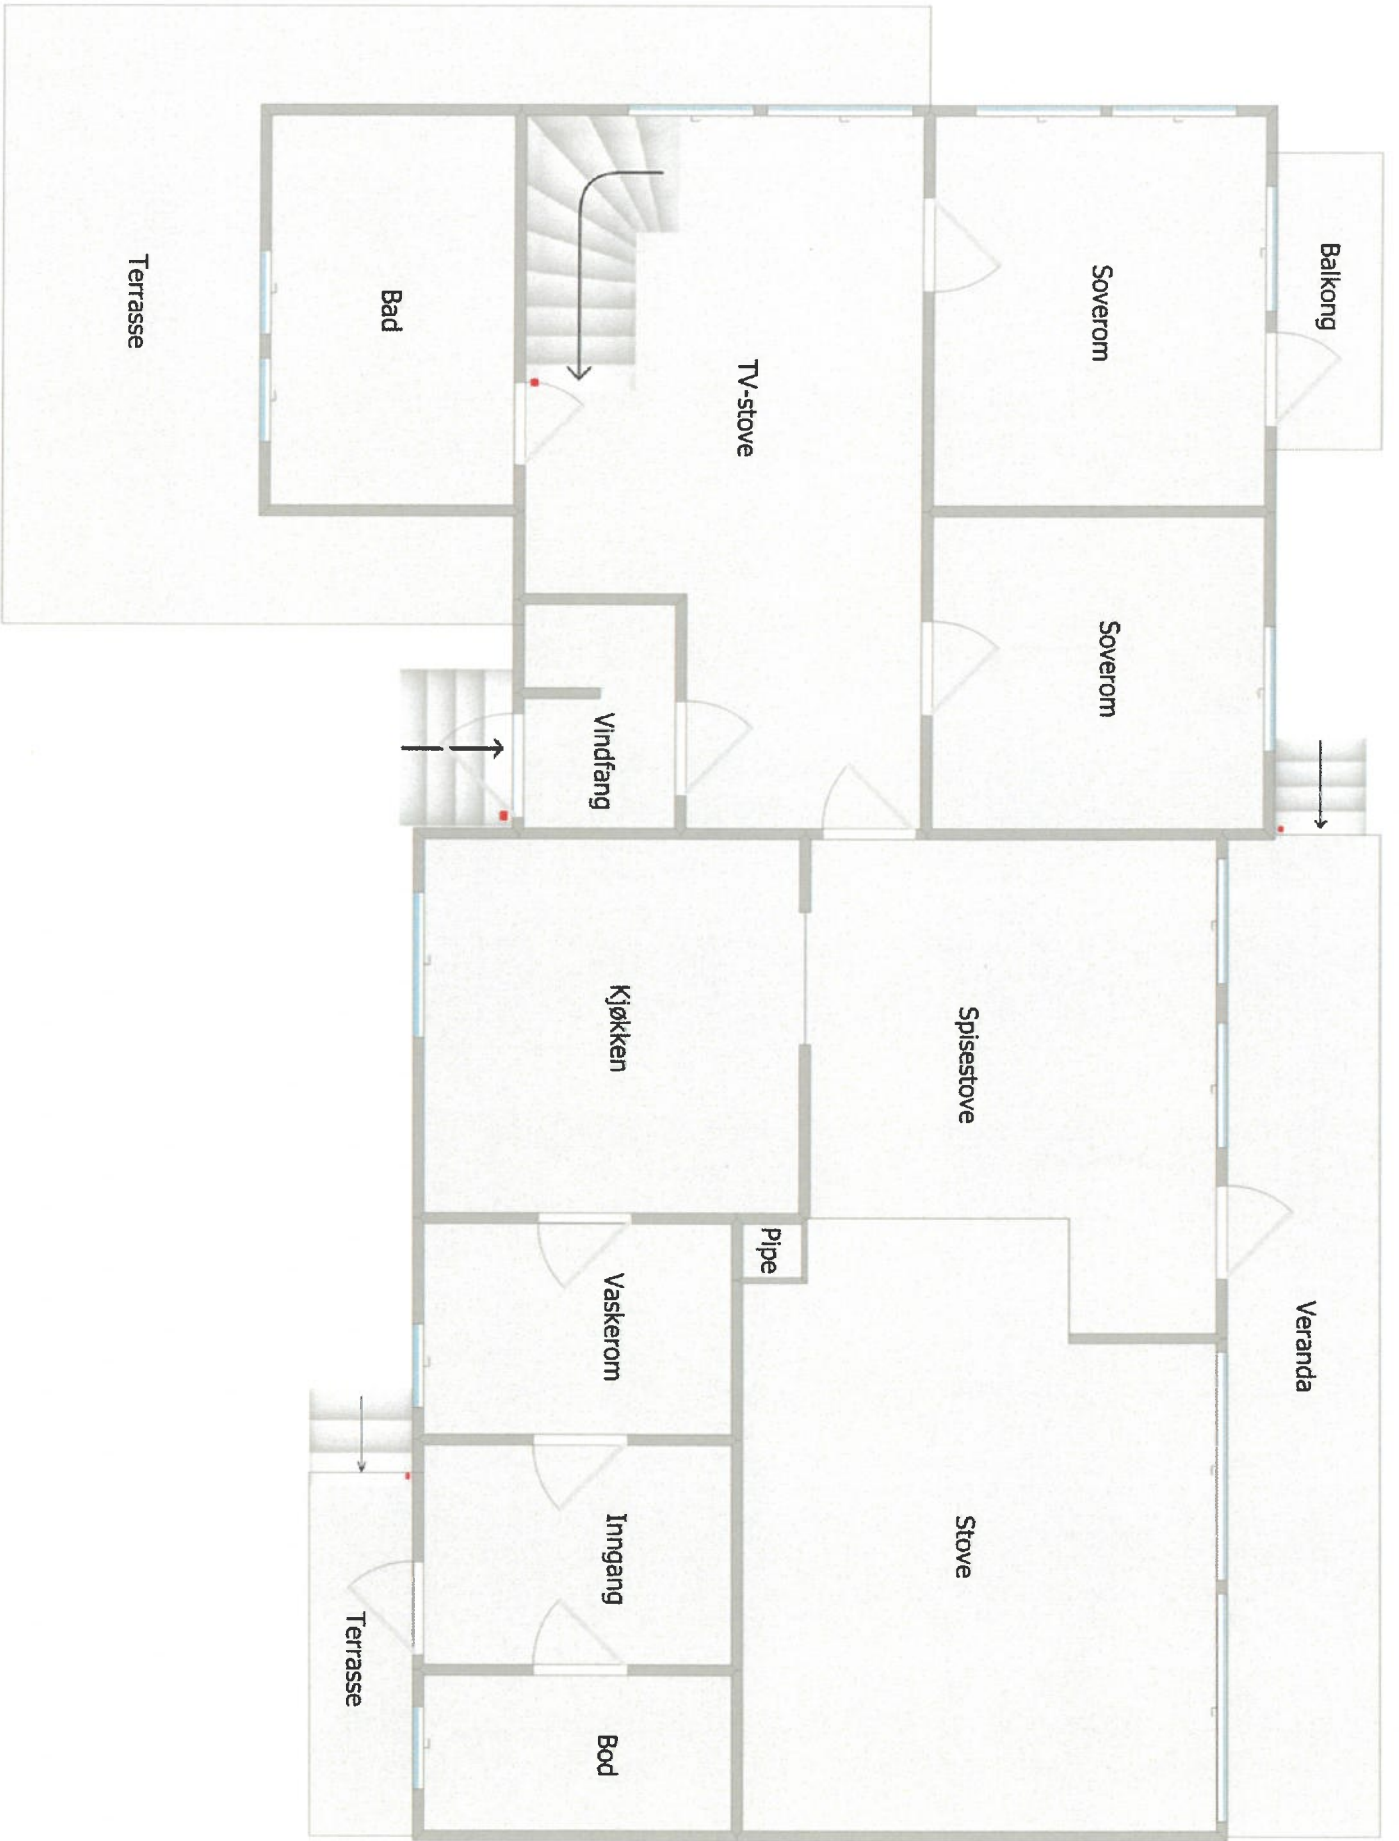 Balkong
Soverom
Soverom
Veranda
TV-stove
Spisestove
Stove
Pipe
Bad
Vindfang
Kjøkken
Vaskerom
Inngang
Bod
Terrasse
Terrasse